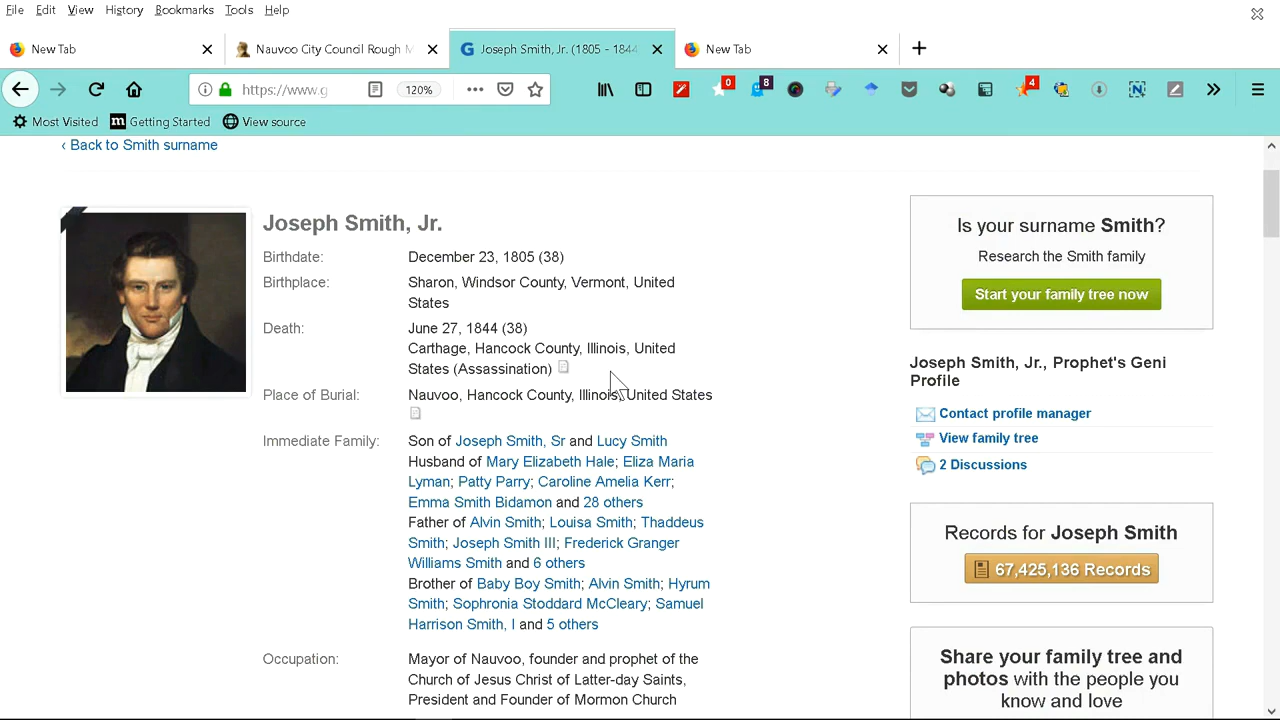 File Edit View History Bookmarks Tools Help
New Tab Nauvoo City Council Rough M Joseph Smith, Jr. (1805 - 1844 New Tab
https://www.g 120% 0 8 4
Most Visited Getting Started View source
‹ Back to Smith surname
Joseph Smith, Jr.
Birthdate: December 23, 1805 (38)
Birthplace: Sharon, Windsor County, Vermont, United
States
Death: June 27, 1844 (38)
Carthage, Hancock County, Illinois, United
States (Assassination)
Place of Burial: Nauvoo, Hancock County, Illinois, United States
Immediate Family: Son of Joseph Smith, Sr and Lucy Smith
Husband of Mary Elizabeth Hale; Eliza Maria
Lyman; Patty Parry; Caroline Amelia Kerr;
Emma Smith Bidamon and 28 others
Father of Alvin Smith; Louisa Smith; Thaddeus
Smith; Joseph Smith III; Frederick Granger
Williams Smith and 6 others
Brother of Baby Boy Smith; Alvin Smith; Hyrum
Smith; Sophronia Stoddard McCleary; Samuel
Harrison Smith, I and 5 others
Occupation: Mayor of Nauvoo, founder and prophet of the
Church of Jesus Christ of Latter-day Saints,
President and Founder of Mormon Church
Is your surname Smith?
Research the Smith family
Start your family tree now
Joseph Smith, Jr., Prophet's Geni
Profile
Contact profile manager
View family tree
2 Discussions
Records for Joseph Smith
67,425,136 Records
Share your family tree and
photos with the people you
know and love